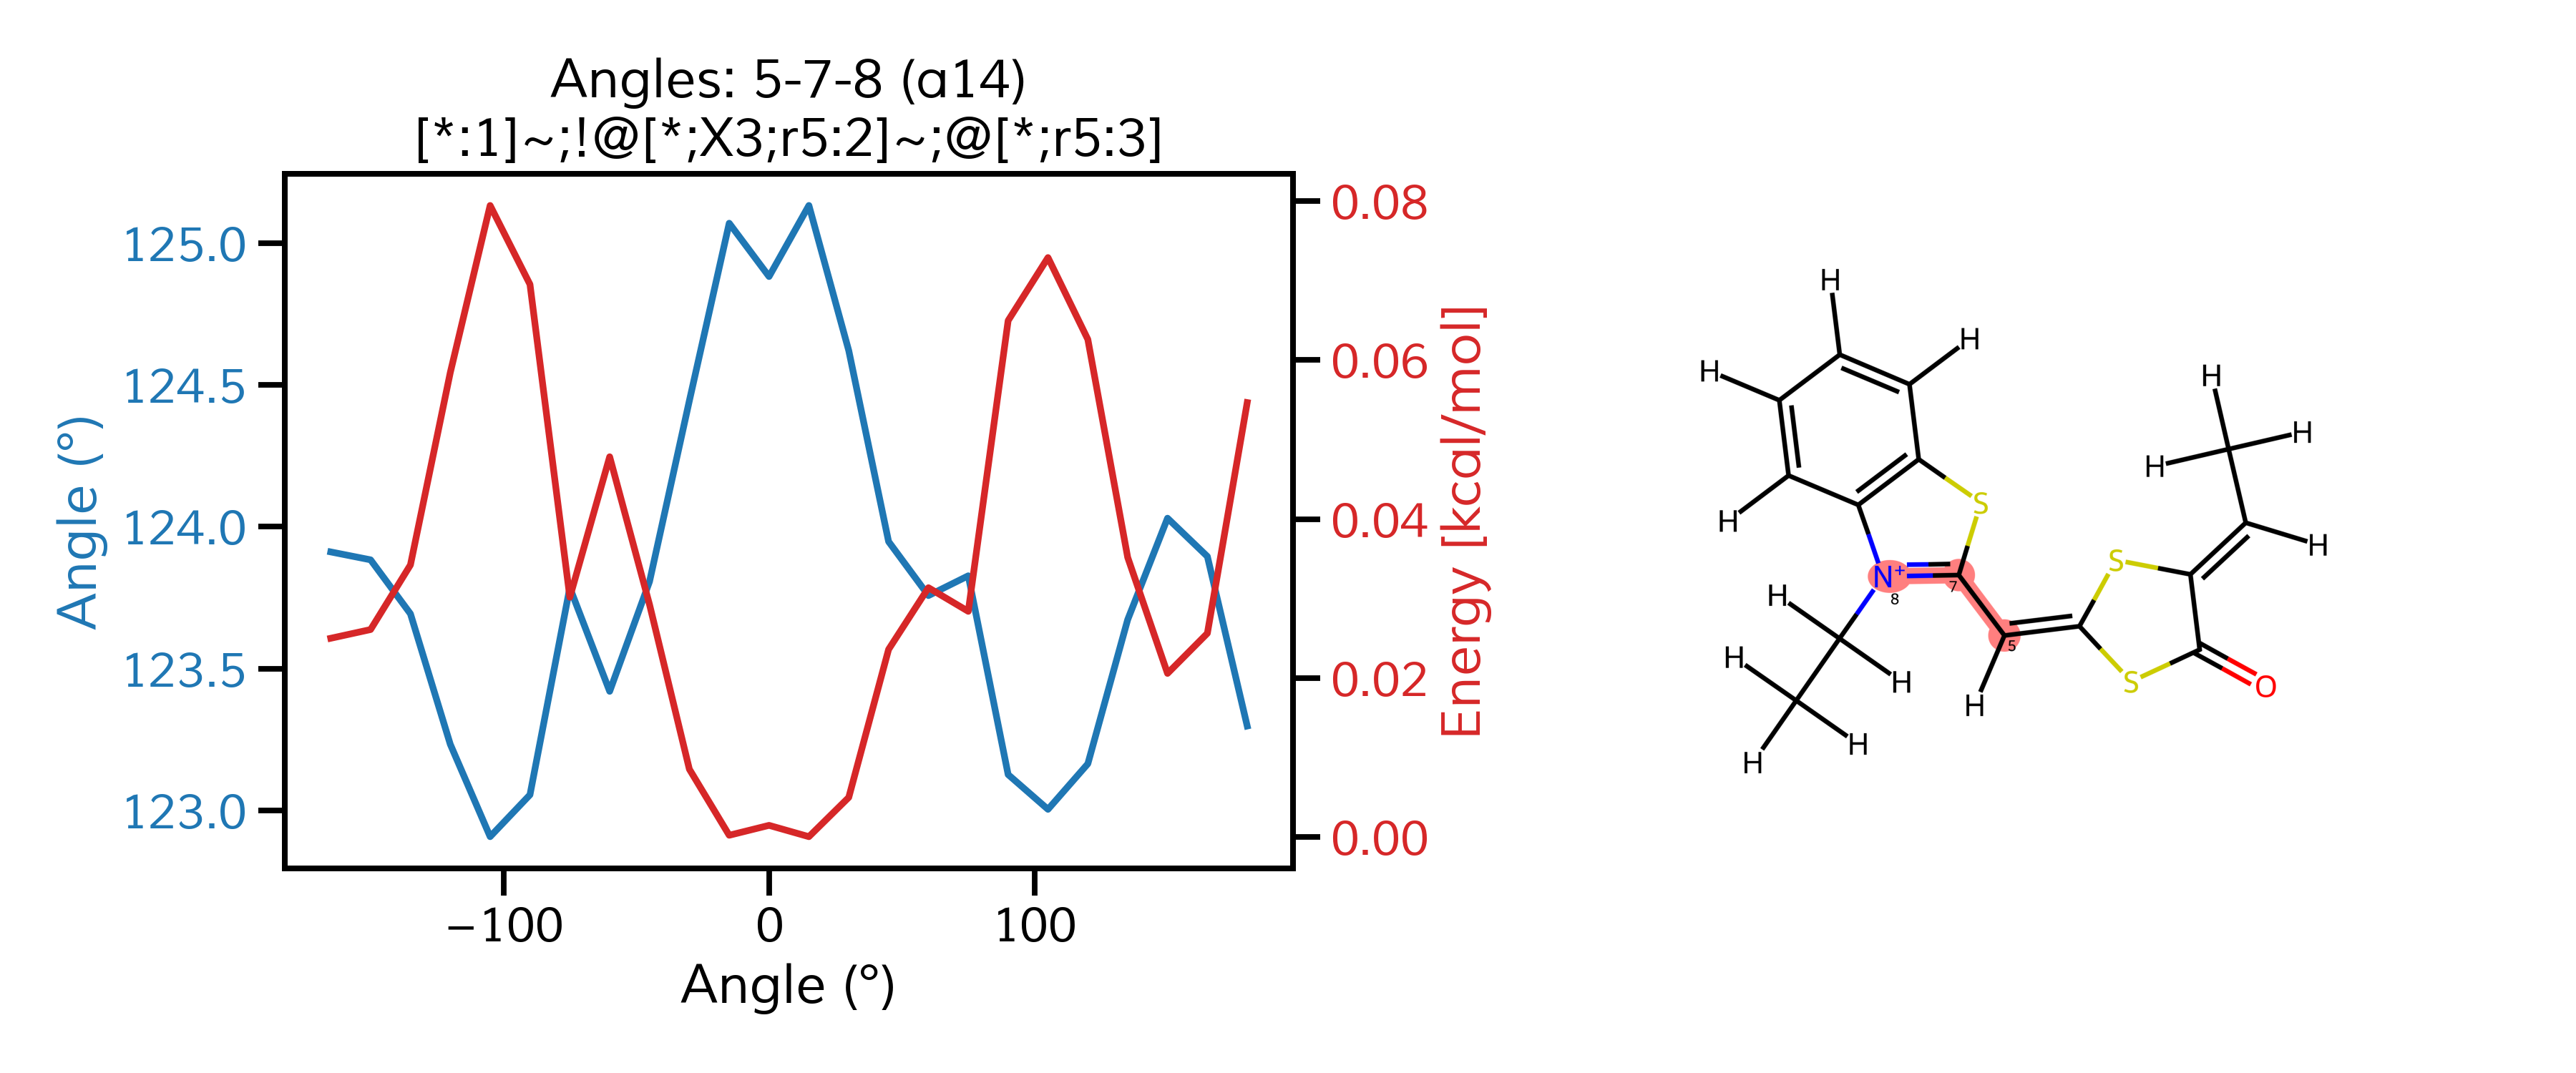 Angles: 5-7-8 (a14)
[*:1]~;!@[*;X3;r5:2]~;@[*;r5:3]
125.0
124.5
124.0
123.5
123.0
Angle (°)
0.08
0.06
0.04
0.02
0.00
Energy [kcal/mol]
−100
0
100
Angle (°)
H
H
H
H
H
H
H
S
H
S
N⁺
8
7
H
5
H
H
S
O
H
H
H